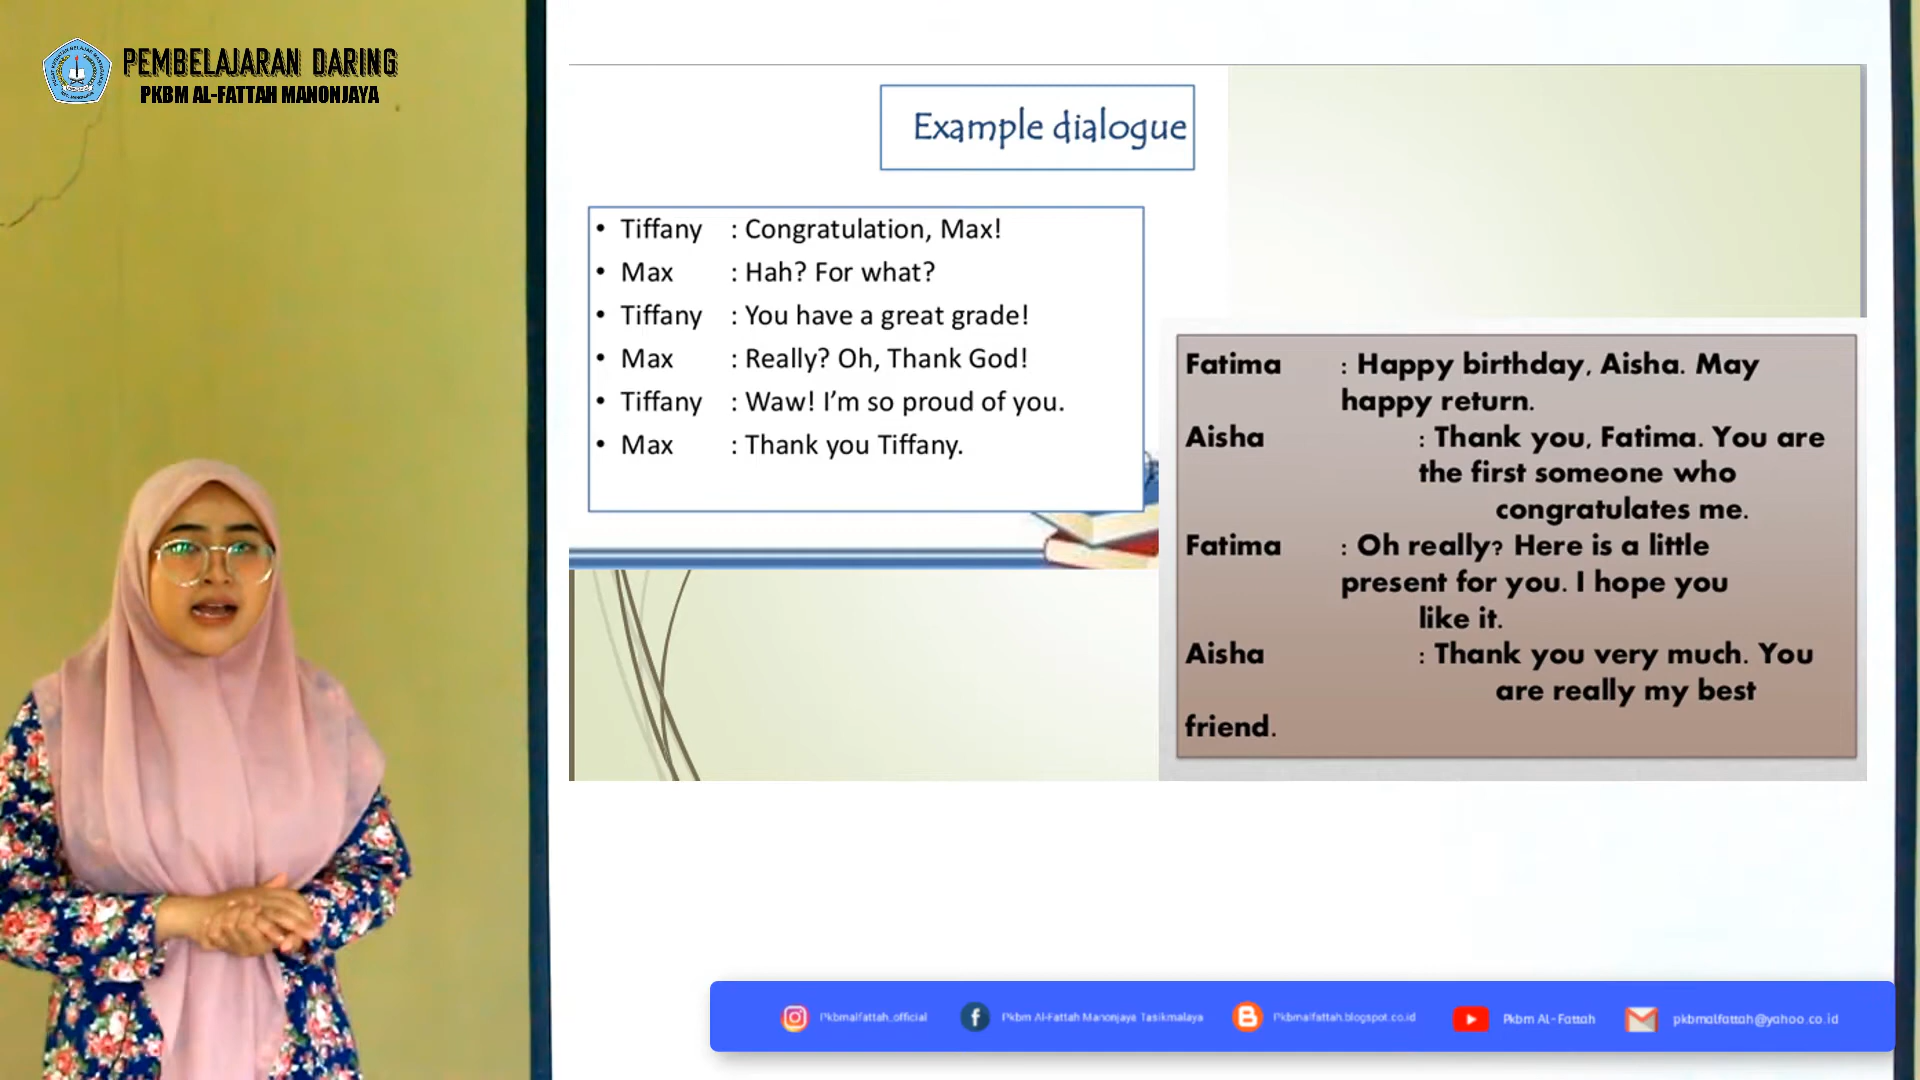 PEMBELAJARAN DARING
PKBM AL-FATTAH MANONJAYA
Example dialogue
• Tiffany : Congratulation, Max!
• Max : Hah? For what?
• Tiffany : You have a great grade!
• Max : Really? Oh, Thank God!
• Tiffany : Waw! I'm so proud of you.
• Max : Thank you Tiffany.
Fatima : Happy birthday, Aisha. May
happy return.
Aisha : Thank you, Fatima. You are
the first someone who
congratulates me.
Fatima : Oh really? Here is a little
present for you. I hope you
like it.
Aisha : Thank you very much. You
are really my best
friend.
Pkbmalfattah_official
Pkbm Al-Fattah Manonjaya Tasikmalaya
Pkbmalfattah.blogspot.co.id
Pkbm AL-Fattah
pkbmalfattah@yahoo.co.id